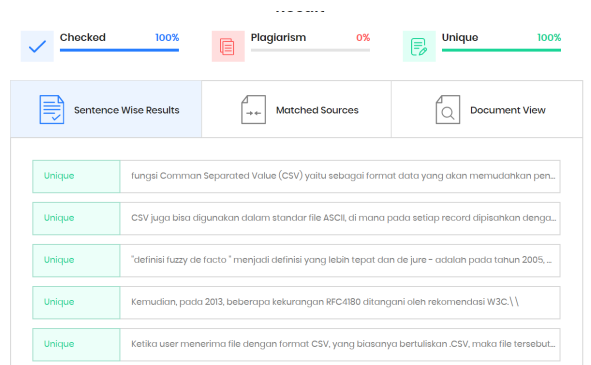 Checked 100%
Plagiarism 0%
Unique 100%
Sentence Wise Results
Matched Sources
Document View
Unique fungsi Comman Separated Value (CSV) yaitu sebagai format data yang akan memudahkan pen...
Unique CSV juga bisa digunakan dalam standar file ASCII, di mana pada setiap record dipisahkan denga...
Unique "definisi fuzzy de facto " menjadi definisi yang lebih tepat dan de jure - adalah pada tahun 2005, ...
Unique Kemudian, pada 2013, beberapa kekurangan RFC4180 ditangani oleh rekomendasi W3C.\\
Unique Ketika user menerima file dengan format CSV, yang biasanya bertuliskan .CSV, maka file tersebut...